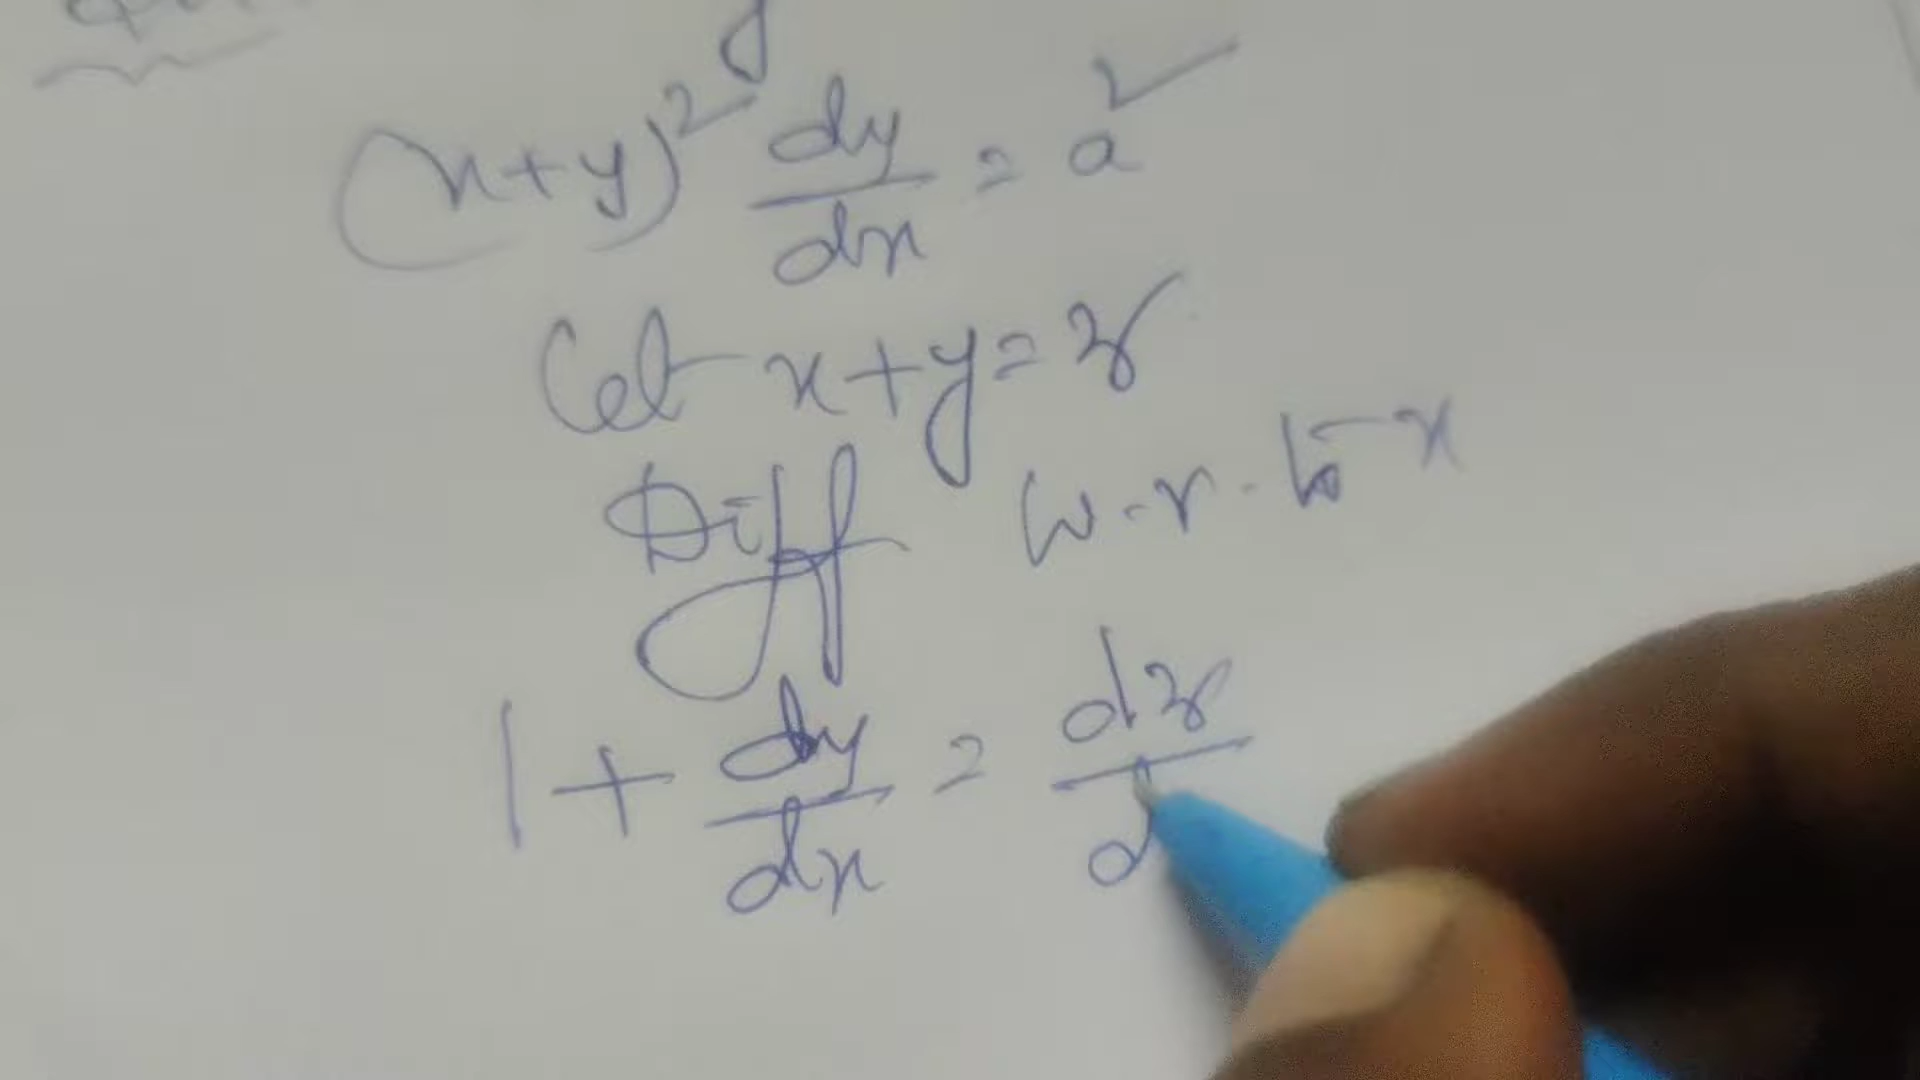 (x+y)² dy/dx = a²
Let x+y=z
Diff w.r.to x
1+ dy/dx = dz/d